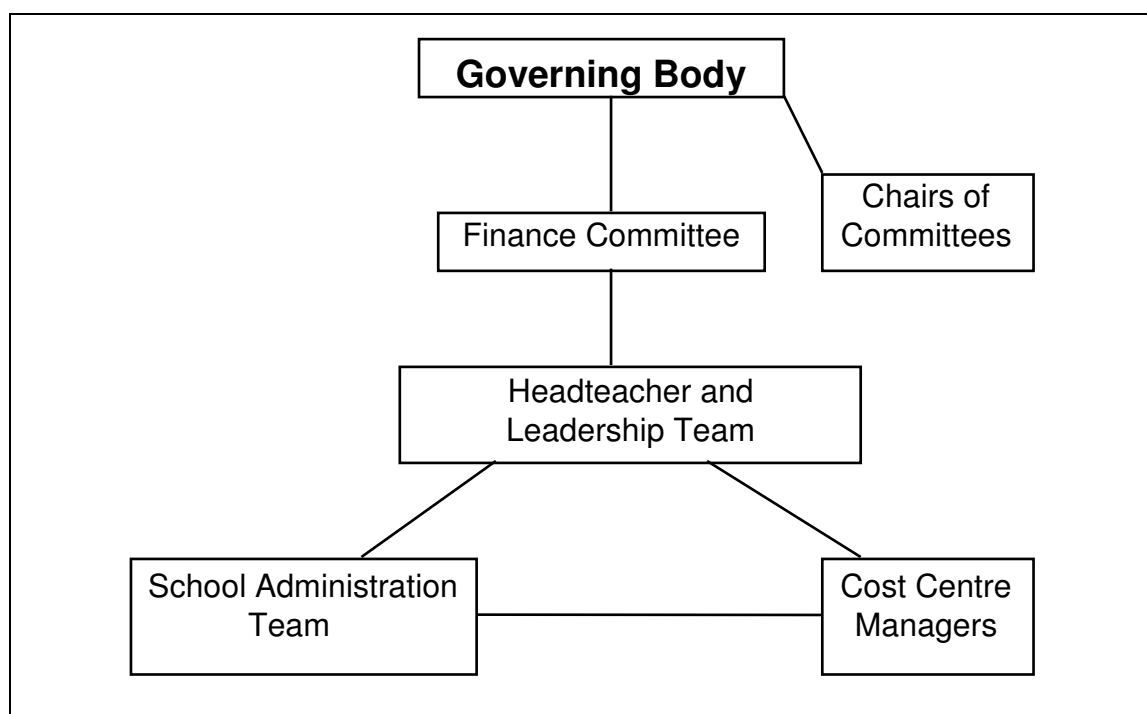 Governing Body
Chairs of
Committees
Finance Committee
Headteacher and
Leadership Team
School Administration
Team
Cost Centre
Managers